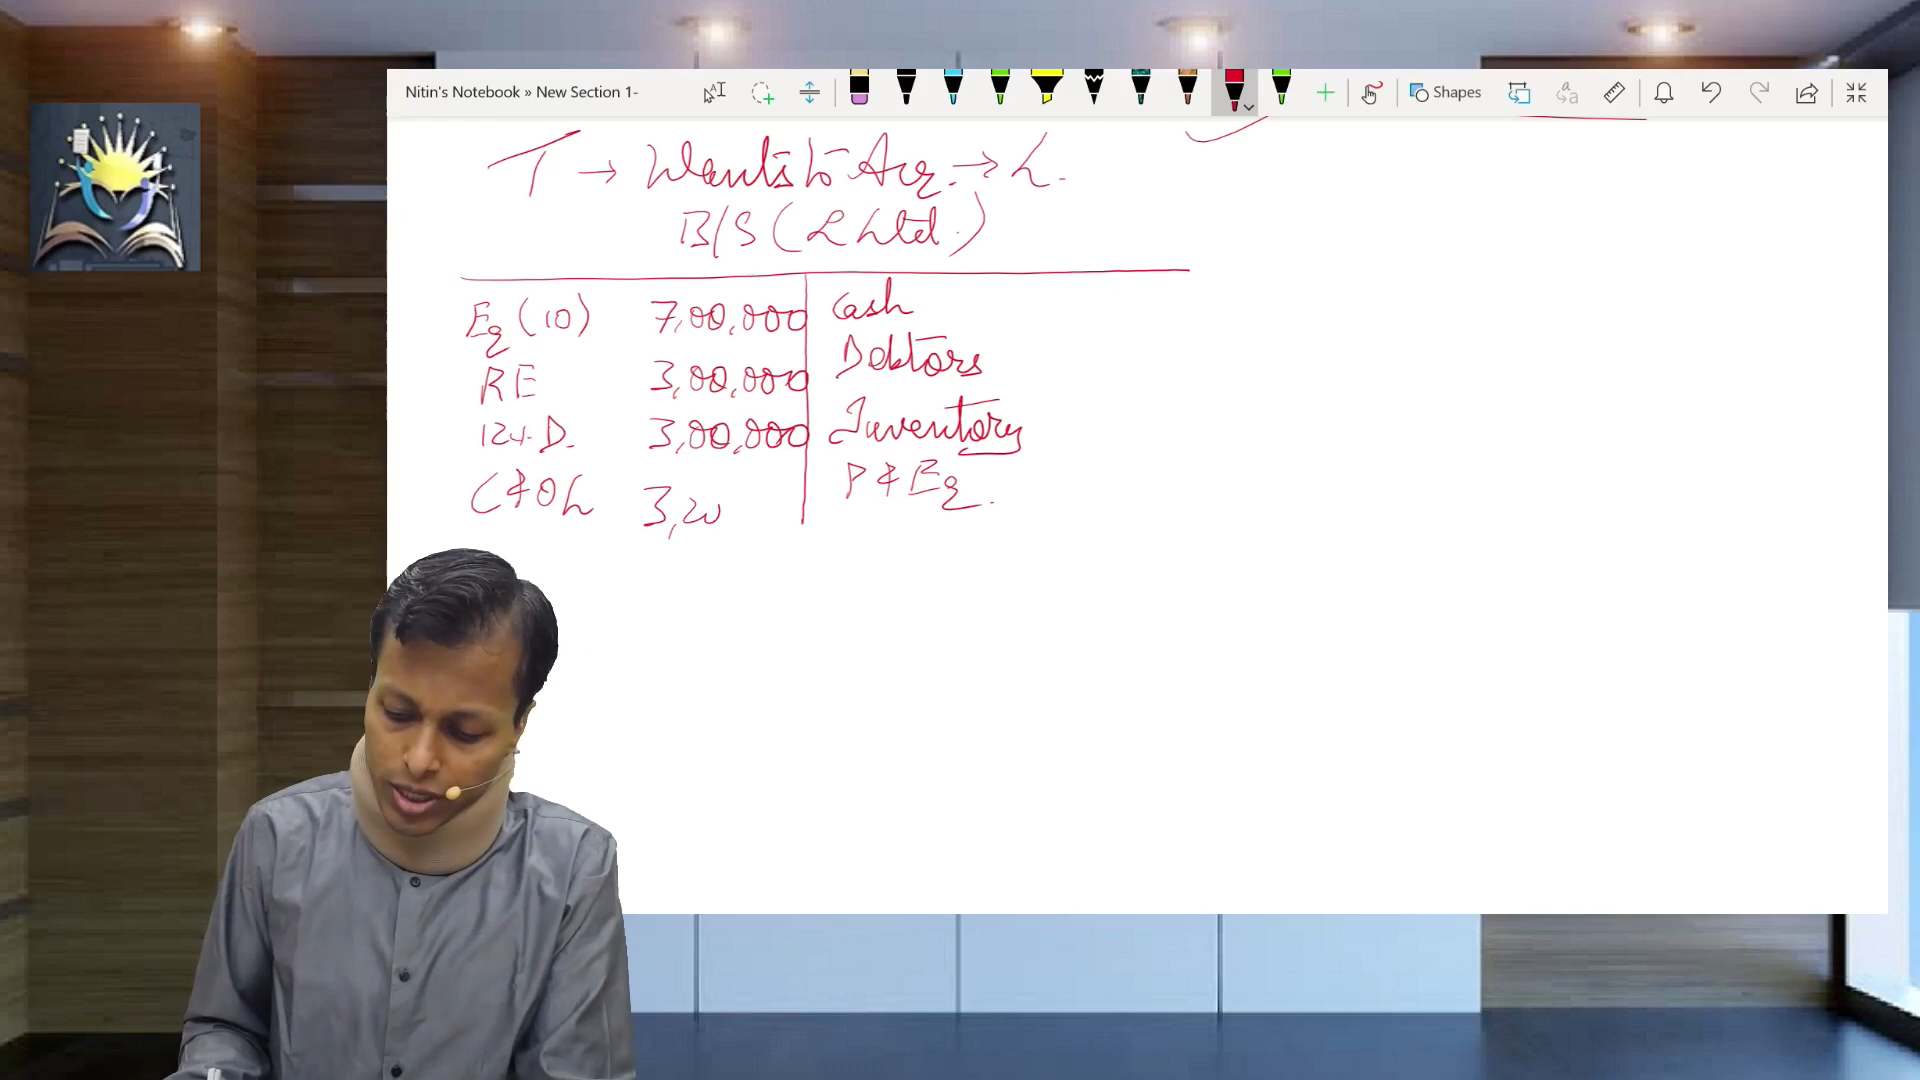 Nitin's Notebook » New Section 1-
Shapes
T → Wants to Acq. → L.
B/S (L Ltd.)
Eq (10) 7,00,000 Cash
RE 3,00,000 Debtors
12% D. 3,00,000 Inventory
C & OL 3,20 P & Eq.